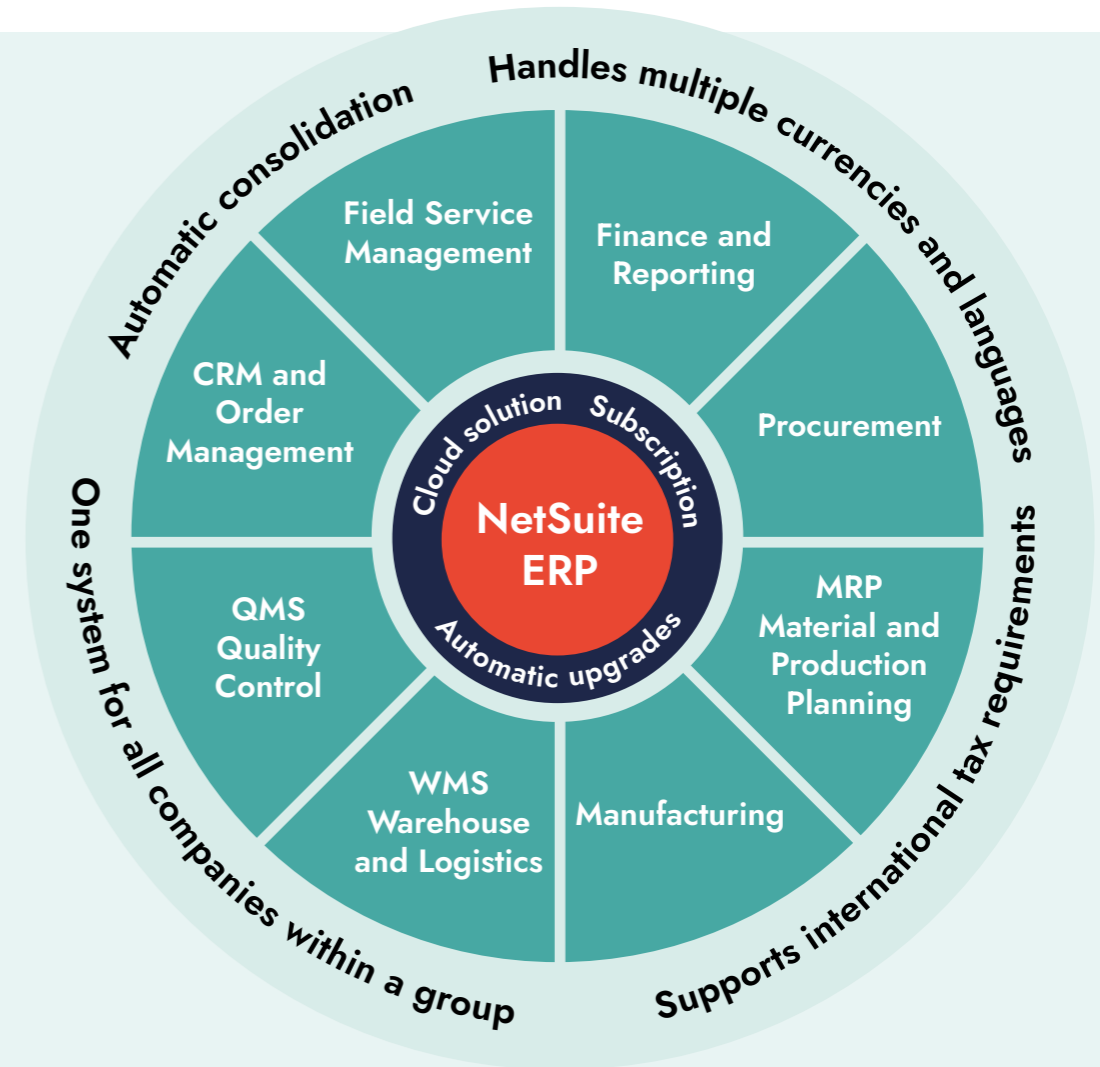 Handles multiple currencies and languages
Automatic consolidation
Field Service
Management
Finance and
Reporting
CRM and
Order
Management
Procurement
Cloud solution
Subscription
NetSuite
ERP
Automatic upgrades
One system for all companies within a group
Supports international tax requirements
QMS
Quality
Control
MRP
Material and
Production
Planning
WMS
Warehouse
and Logistics
Manufacturing